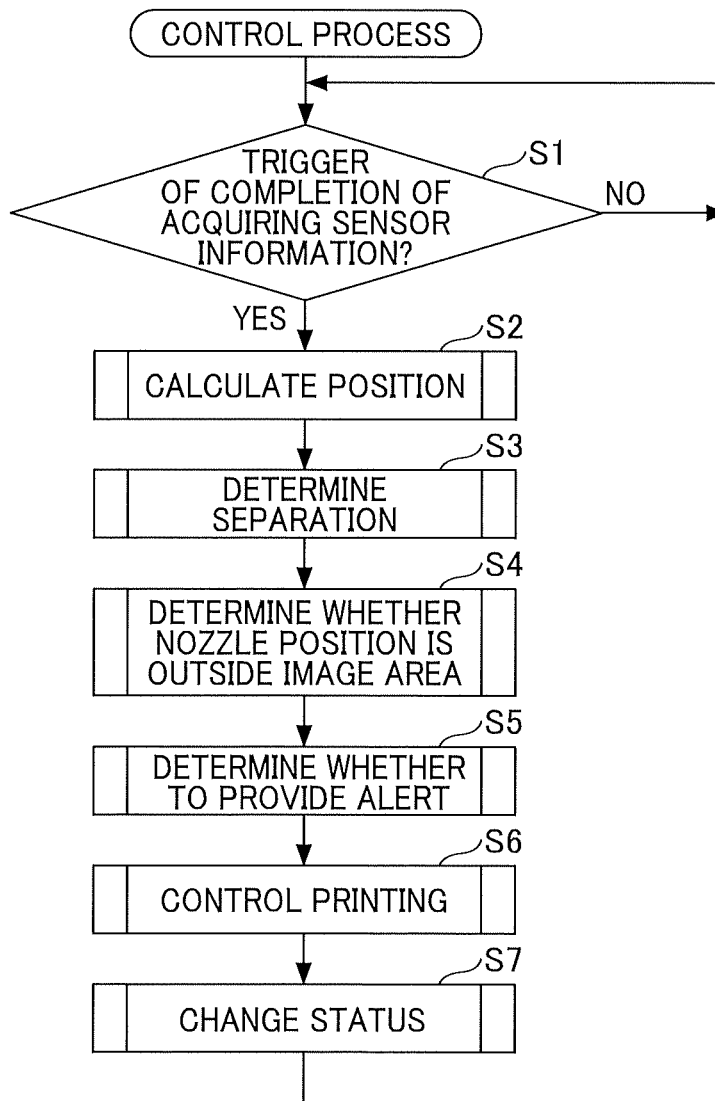 CONTROL PROCESS
S1
TRIGGER
OF COMPLETION OF
ACQUIRING SENSOR
INFORMATION?
NO
YES
S2
CALCULATE POSITION
S3
DETERMINE
SEPARATION
S4
DETERMINE WHETHER
NOZZLE POSITION IS
OUTSIDE IMAGE AREA
S5
DETERMINE WHETHER
TO PROVIDE ALERT
S6
CONTROL PRINTING
S7
CHANGE STATUS